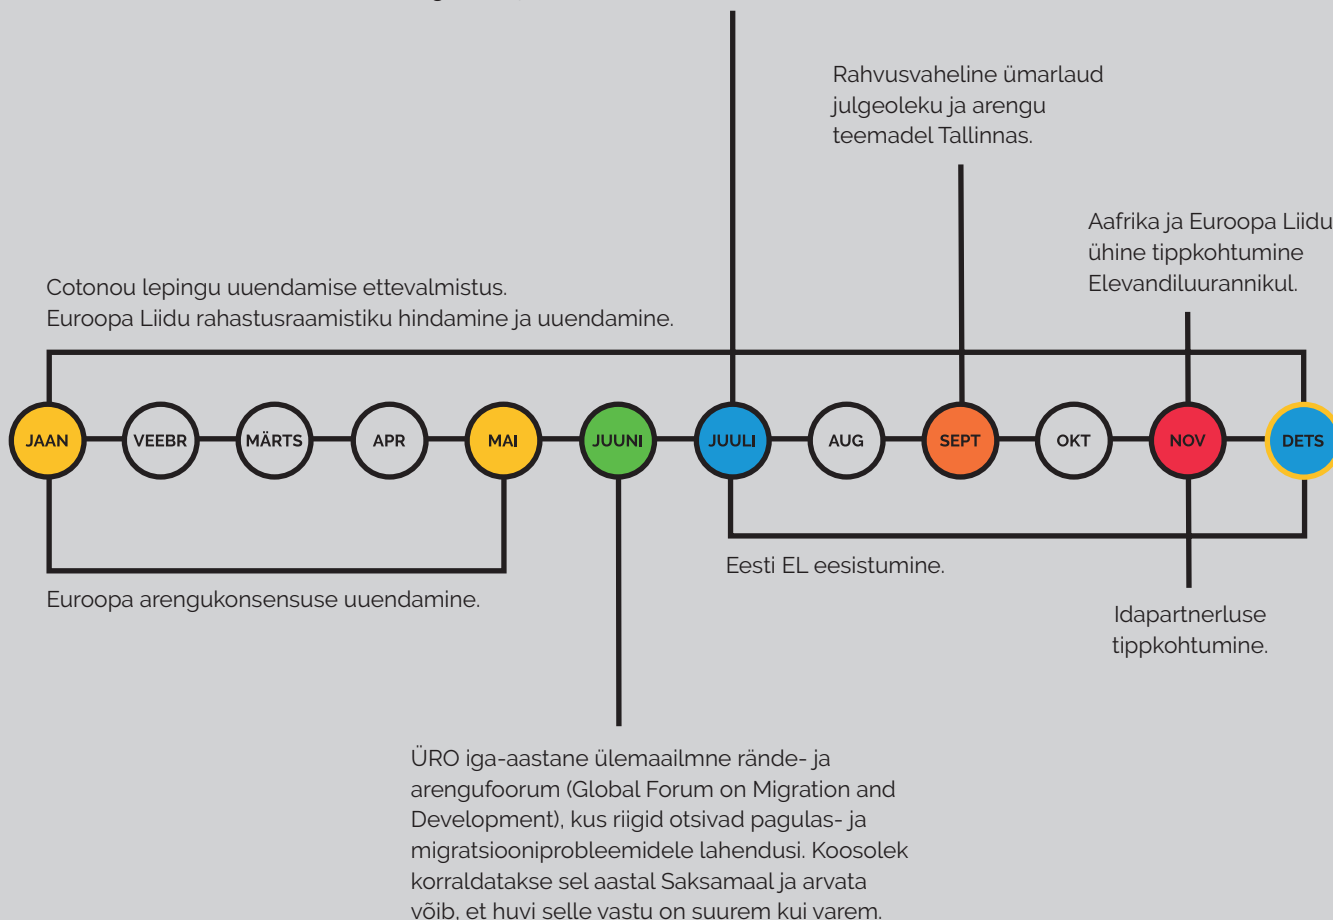 Rahvusvaheline ümarlaud
julgeoleku ja arengu
teemadel Tallinnas.
Aafrika ja Euroopa Liidu
ühine tippkohtumine
Elevandiluurannikul.
Cotonou lepingu uuendamise ettevalmistus.
Euroopa Liidu rahastusraamistiku hindamine ja uuendamine.
JAAN
VEEBR
MÄRTS
APR
MAI
JUUNI
JUULI
AUG
SEPT
OKT
NOV
DETS
Eesti EL eesistumine.
Euroopa arengukonsensuse uuendamine.
Idapartnerluse
tippkohtumine.
ÜRO iga-aastane ülemaailmne rände- ja
arengufoorum (Global Forum on Migration and
Development), kus riigid otsivad pagulas- ja
migratsiooniprobleemidele lahendusi. Koosolek
korraldatakse sel aastal Saksamaal ja arvata
võib, et huvi selle vastu on suurem kui varem.